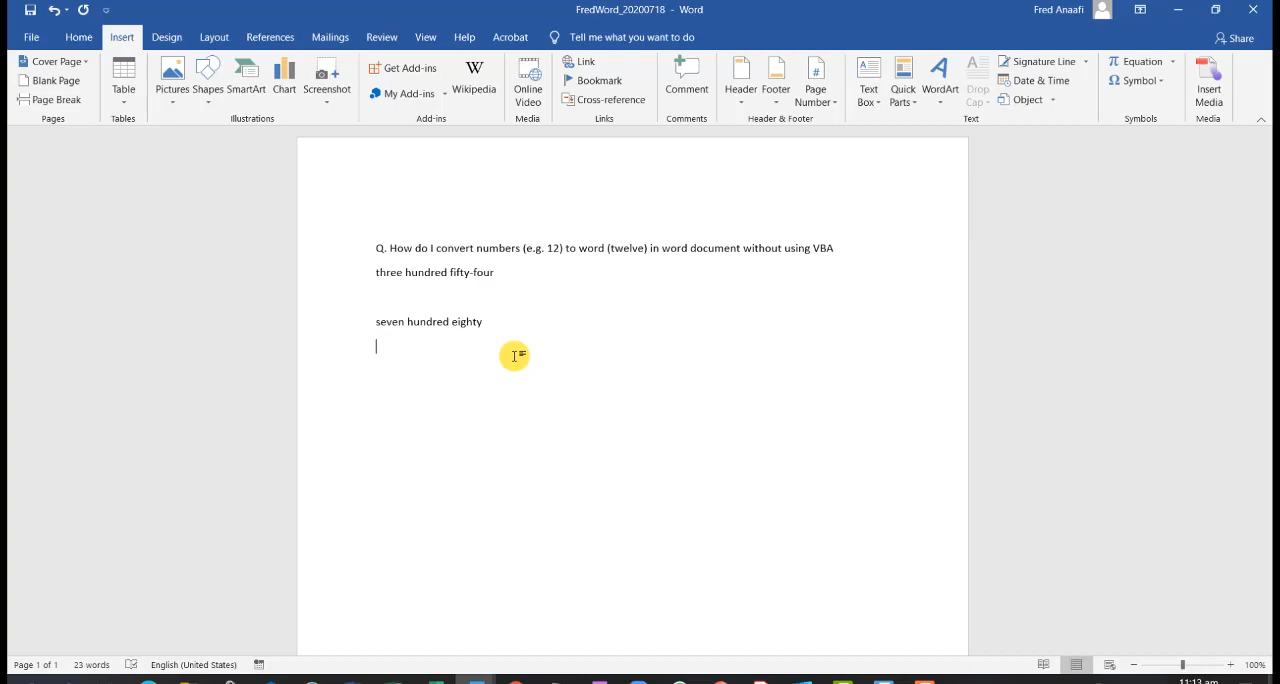 FredWord_20200718 - Word
Fred Anaafi
File Home Insert Design Layout References Mailings Review View Help Acrobat Tell me what you want to do Share
Cover Page
Blank Page
Page Break
Pages
Table
Tables
Pictures Shapes SmartArt Chart Screenshot
Illustrations
Get Add-ins
My Add-ins
Wikipedia
Add-ins
Online
Video
Media
Link
Bookmark
Cross-reference
Links
Comment
Comments
Header Footer Page
Number
Header & Footer
Text
Box
Quick
Parts
WordArt
Drop
Cap
Signature Line
Date & Time
Object
Text
Equation
Symbol
Symbols
Insert
Media
Media
Q. How do I convert numbers (e.g. 12) to word (twelve) in word document without using VBA
three hundred fifty-four
seven hundred eighty
Page 1 of 1 23 words English (United States) 100%
11:13 am